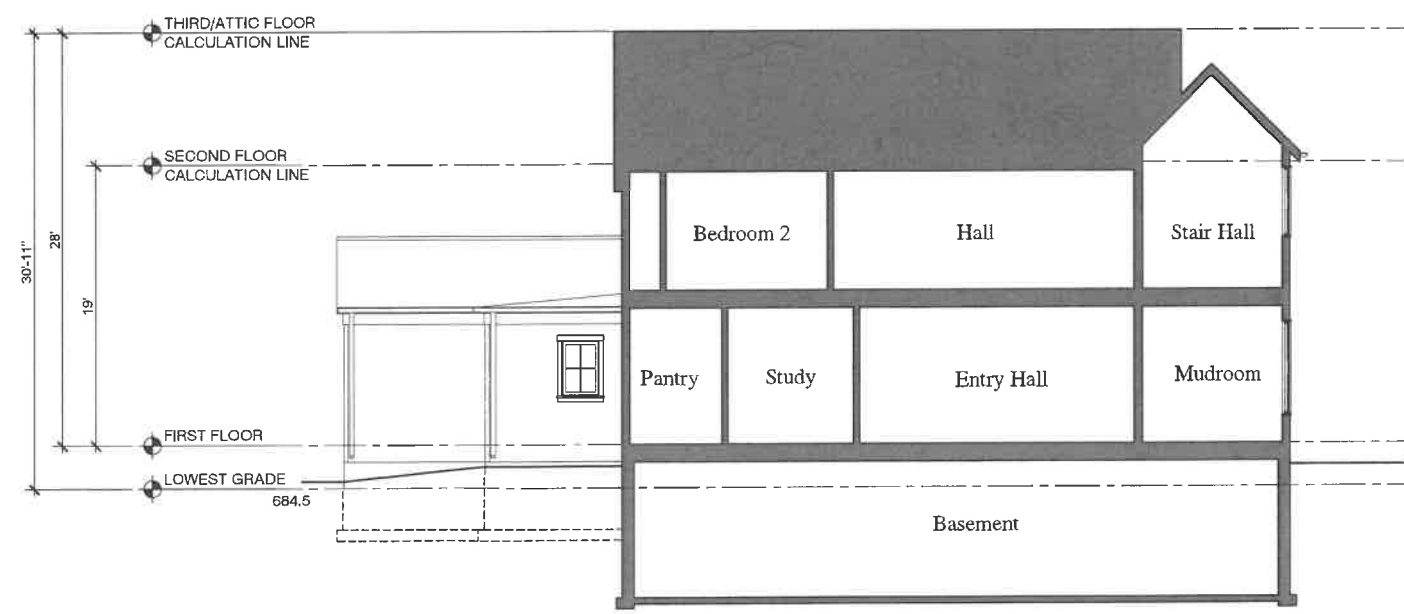 THIRD/ATTIC FLOOR
CALCULATION LINE
SECOND FLOOR
CALCULATION LINE
30'-11"
28'
19'
Bedroom 2
Hall
Stair Hall
Pantry
Study
Entry Hall
Mudroom
FIRST FLOOR
LOWEST GRADE
684.5
Basement